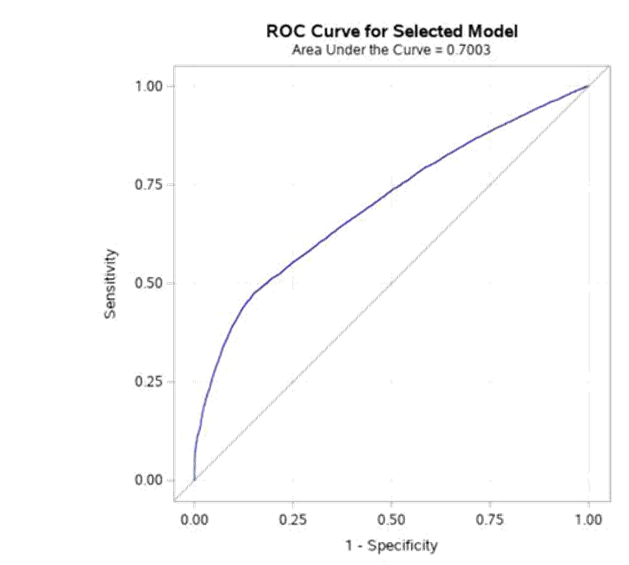 ROC Curve for Selected Model
Area Under the Curve = 0.7003
1.00
0.75
0.50
0.25
0.00
Sensitivity
0.00 0.25 0.50 0.75 1.00
1 - Specificity